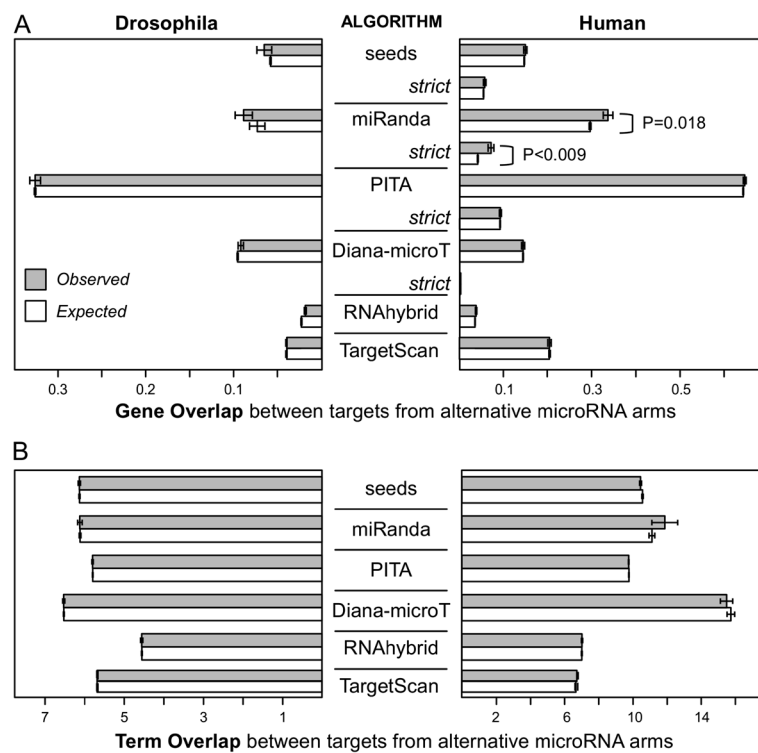 A
Drosophila ALGORITHM Human
seeds
strict
miRanda
P=0.018
strict
P<0.009
PITA
strict
Diana-microT
Observed
strict
Expected
RNAhybrid
TargetScan
0.3 0.2 0.1 0.1 0.3 0.5
Gene Overlap between targets from alternative microRNA arms
B
seeds
miRanda
PITA
Diana-microT
RNAhybrid
TargetScan
7 5 3 1 2 6 10 14
Term Overlap between targets from alternative microRNA arms